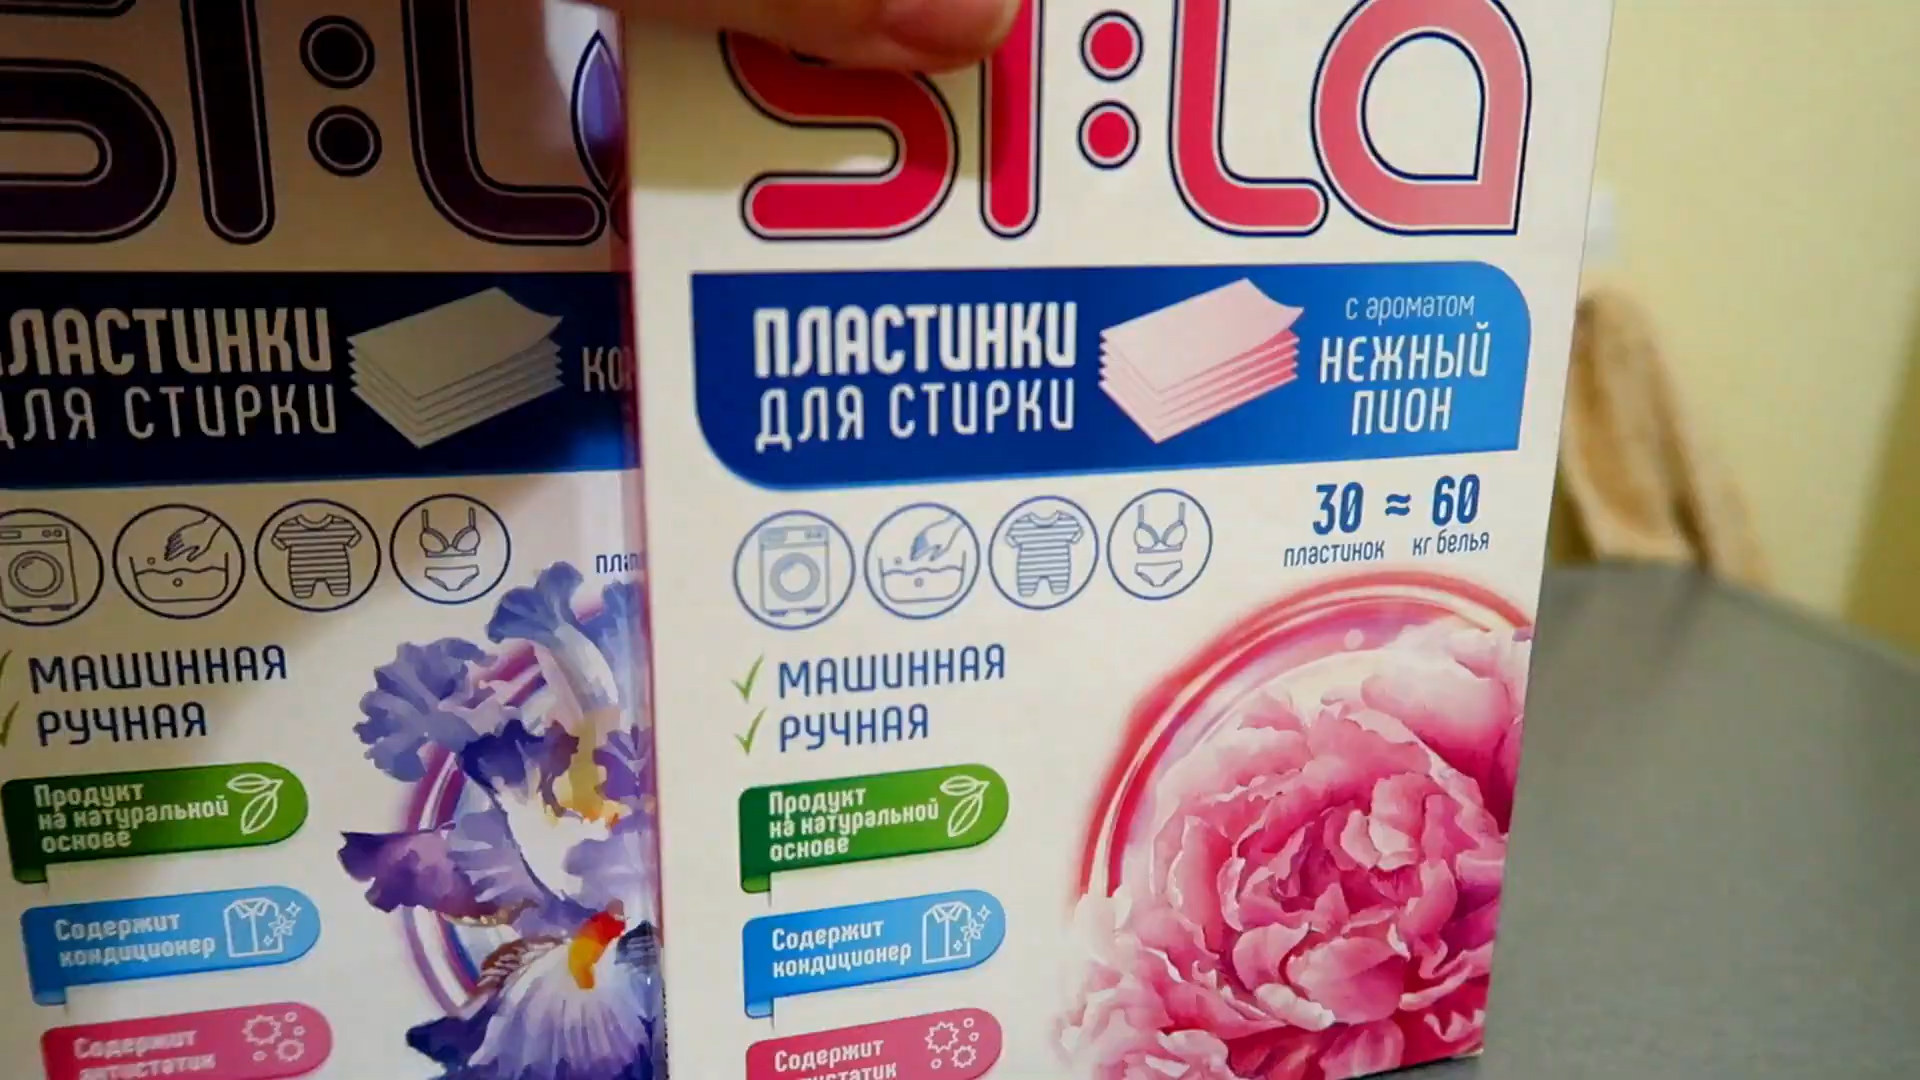 Si:La
ПЛАСТИНКИ
ДЛЯ СТИРКИ
МАШИННАЯ
РУЧНАЯ
Продукт
на натуральной
основе
Содержит
кондиционер
Содержит
антистатик
Si:La
ПЛАСТИНКИ
ДЛЯ СТИРКИ
с ароматом
НЕЖНЫЙ
ПИОН
30 ≈ 60
пластинок кг белья
МАШИННАЯ
РУЧНАЯ
Продукт
на натуральной
основе
Содержит
кондиционер
Содержит
антистатик